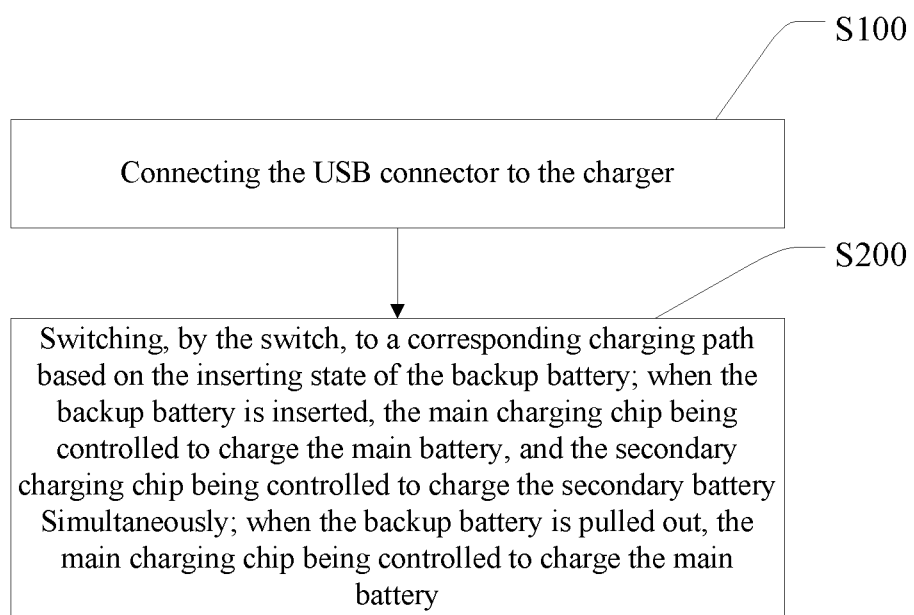 S100
Connecting the USB connector to the charger
S200
Switching, by the switch, to a corresponding charging path
based on the inserting state of the backup battery; when the
backup battery is inserted, the main charging chip being
controlled to charge the main battery, and the secondary
charging chip being controlled to charge the secondary battery
Simultaneously; when the backup battery is pulled out, the
main charging chip being controlled to charge the main
battery